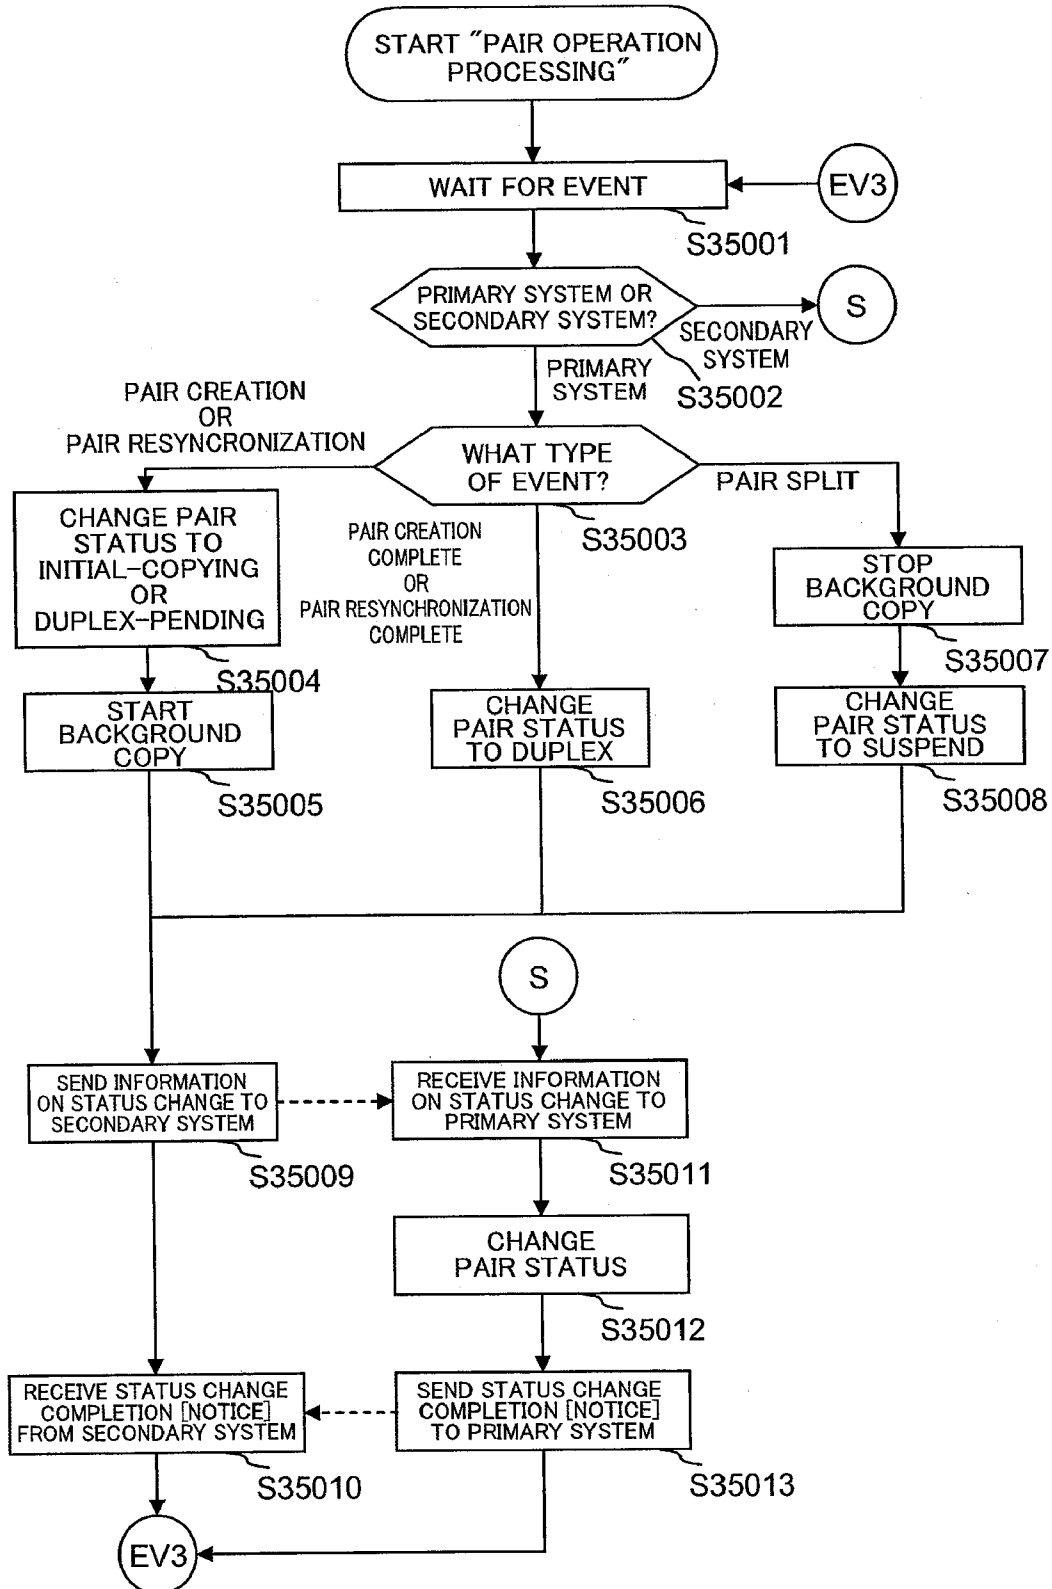 START "PAIR OPERATION
PROCESSING"
WAIT FOR EVENT
EV3
S35001
PRIMARY SYSTEM OR
SECONDARY SYSTEM?
S
SECONDARY
SYSTEM
S35002
PRIMARY
SYSTEM
PAIR CREATION
OR
PAIR RESYNCRONIZATION
WHAT TYPE
OF EVENT?
S35003
PAIR SPLIT
CHANGE PAIR
STATUS TO
INITIAL-COPYING
OR
DUPLEX-PENDING
S35004
PAIR CREATION
COMPLETE
OR
PAIR RESYNCHRONIZATION
COMPLETE
STOP
BACKGROUND
COPY
S35007
START
BACKGROUND
COPY
S35005
CHANGE
PAIR STATUS
TO DUPLEX
S35006
CHANGE
PAIR STATUS
TO SUSPEND
S35008
S
SEND INFORMATION
ON STATUS CHANGE TO
SECONDARY SYSTEM
S35009
RECEIVE INFORMATION
ON STATUS CHANGE TO
PRIMARY SYSTEM
S35011
CHANGE
PAIR STATUS
S35012
RECEIVE STATUS CHANGE
COMPLETION [NOTICE]
FROM SECONDARY SYSTEM
S35010
SEND STATUS CHANGE
COMPLETION [NOTICE]
TO PRIMARY SYSTEM
S35013
EV3